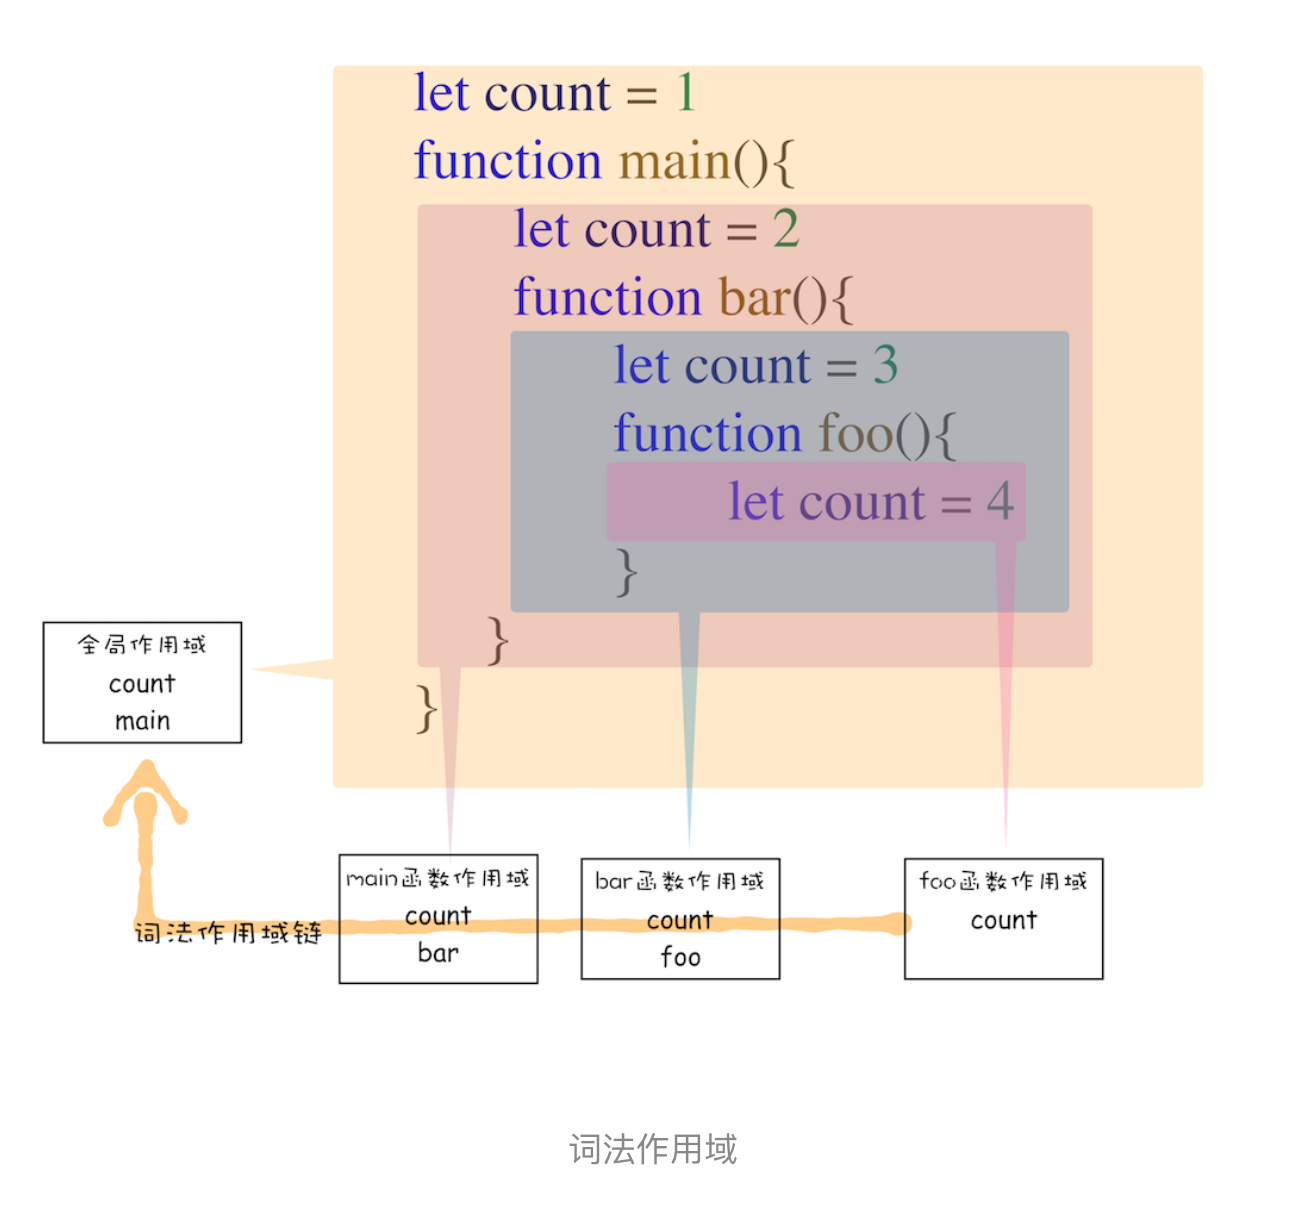 let count = 1
function main(){
let count = 2
function bar(){
let count = 3
function foo(){
let count = 4
}
}
}
全局作用域
count
main
main函数作用域
count
bar
bar函数作用域
count
foo
foo函数作用域
count
词法作用域链
词法作用域